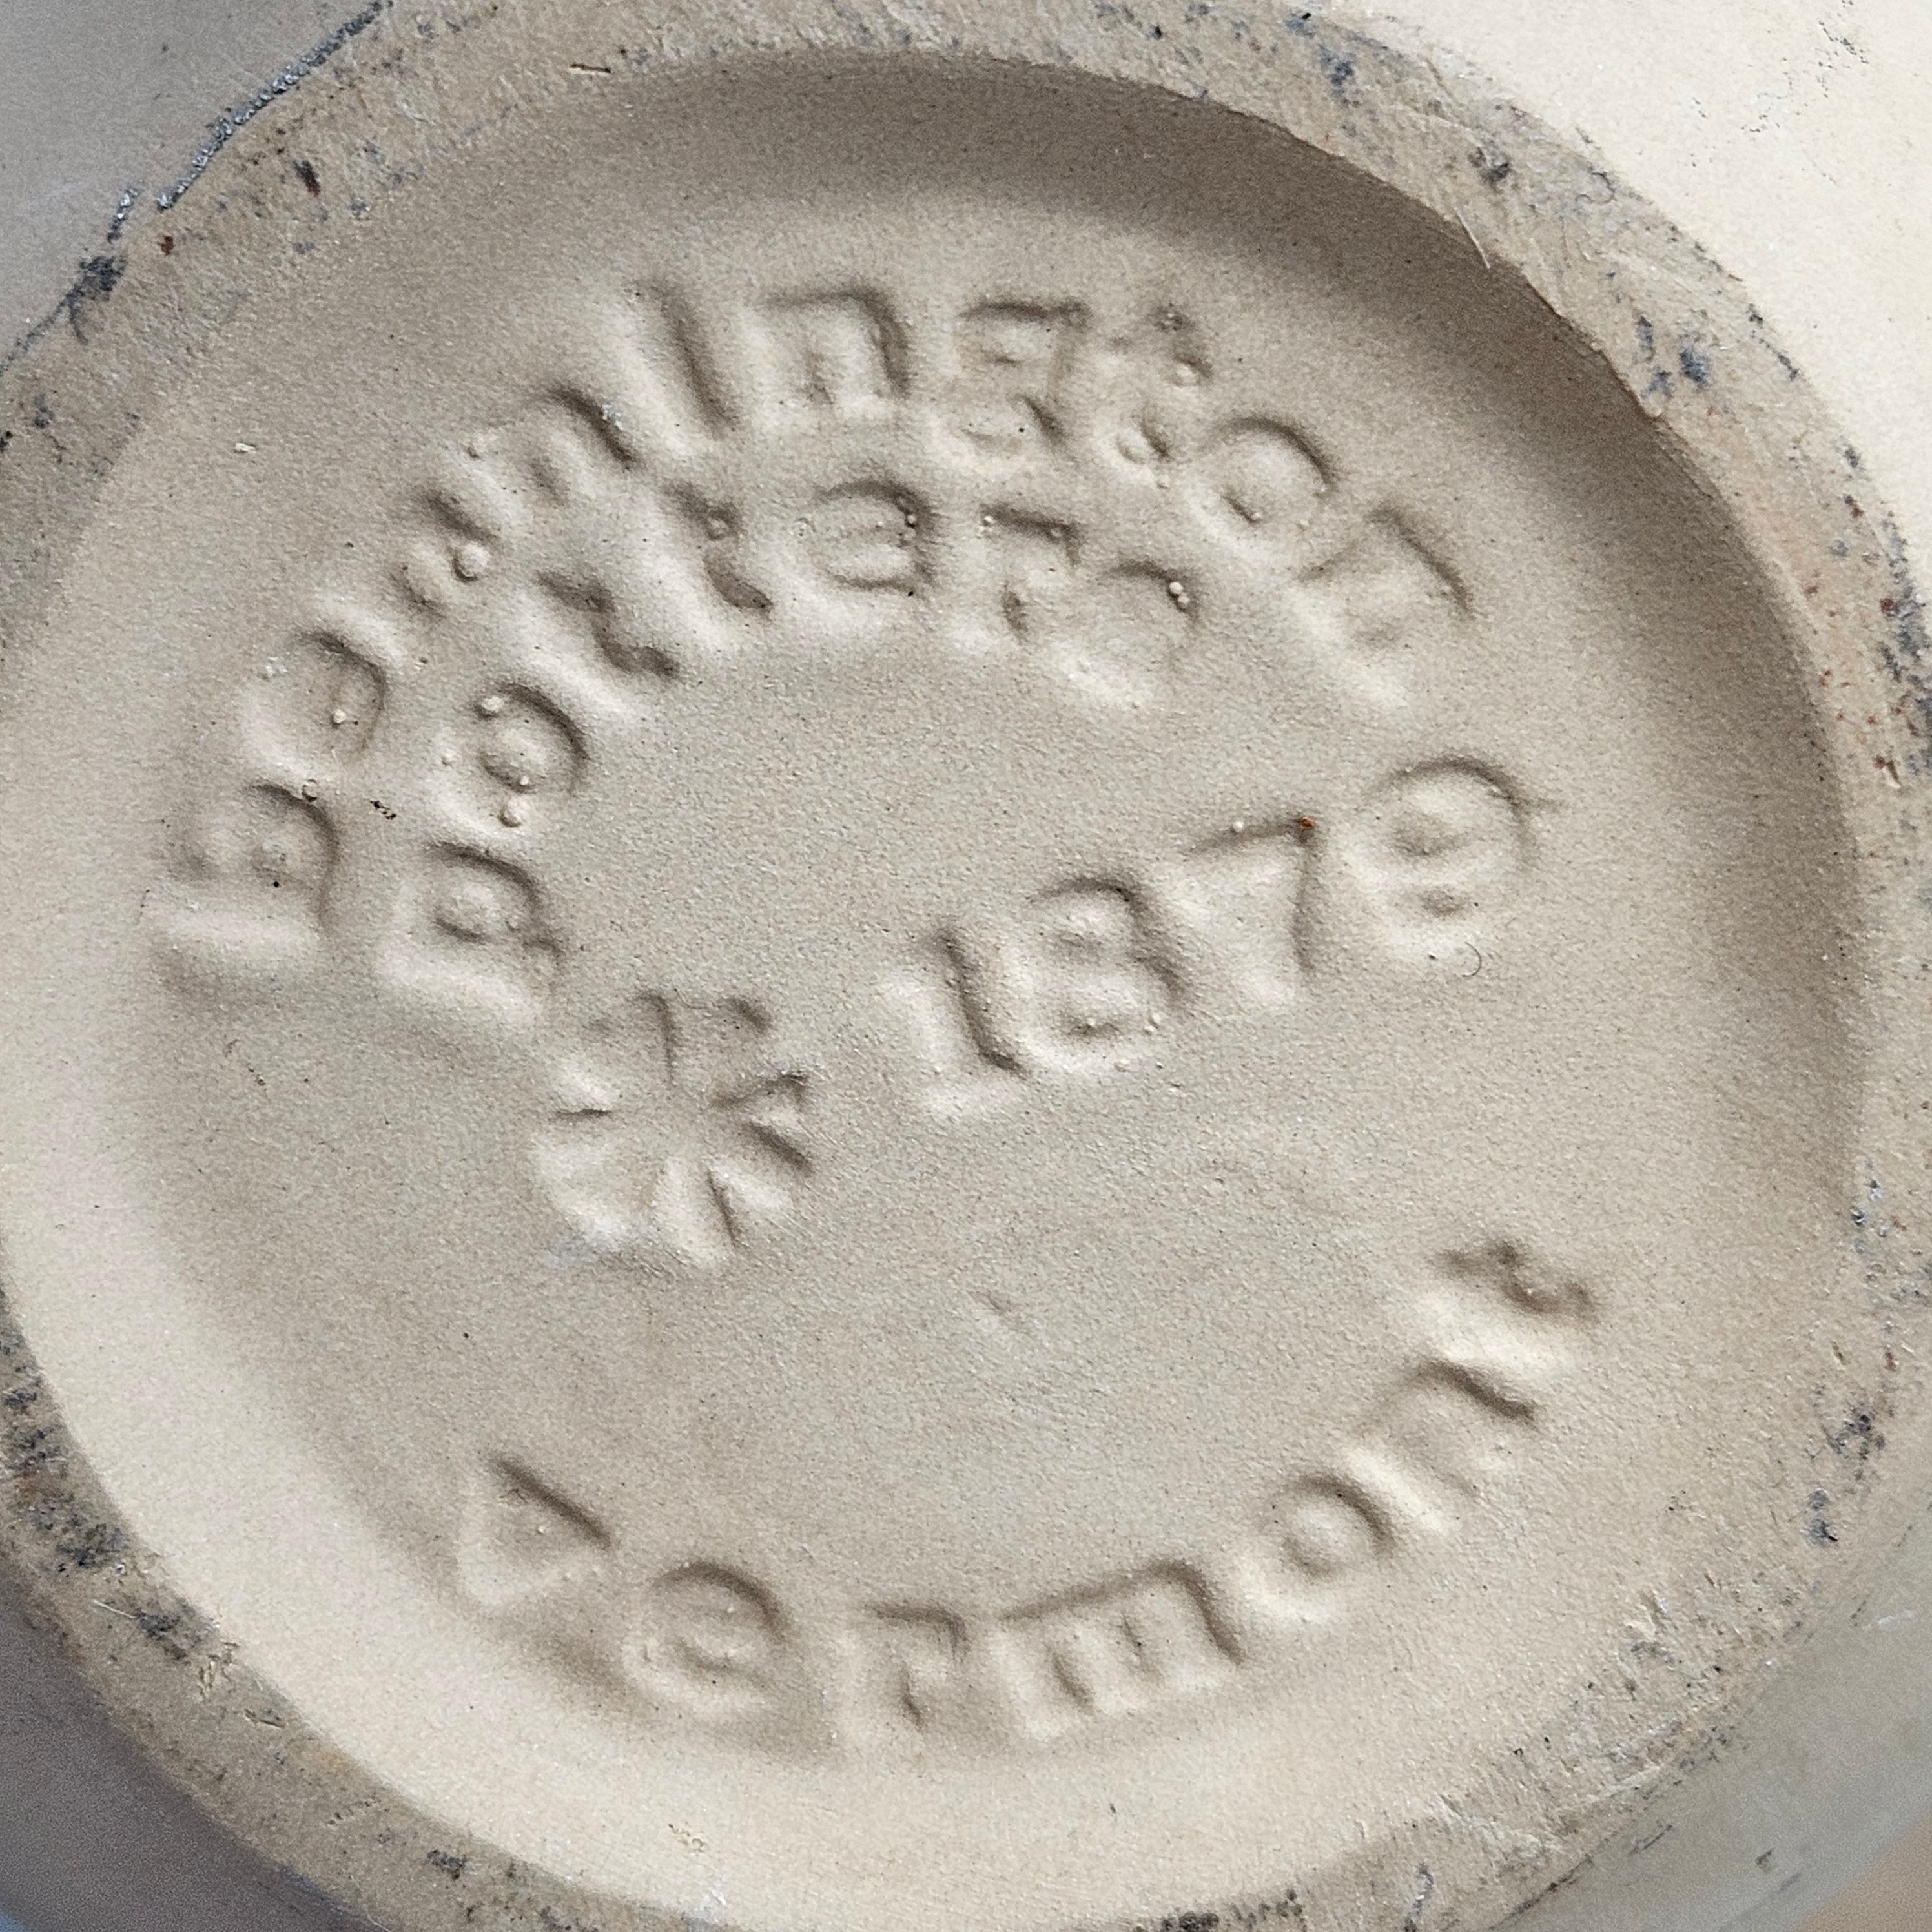 Bennington
Potters
* 1879
Vermont